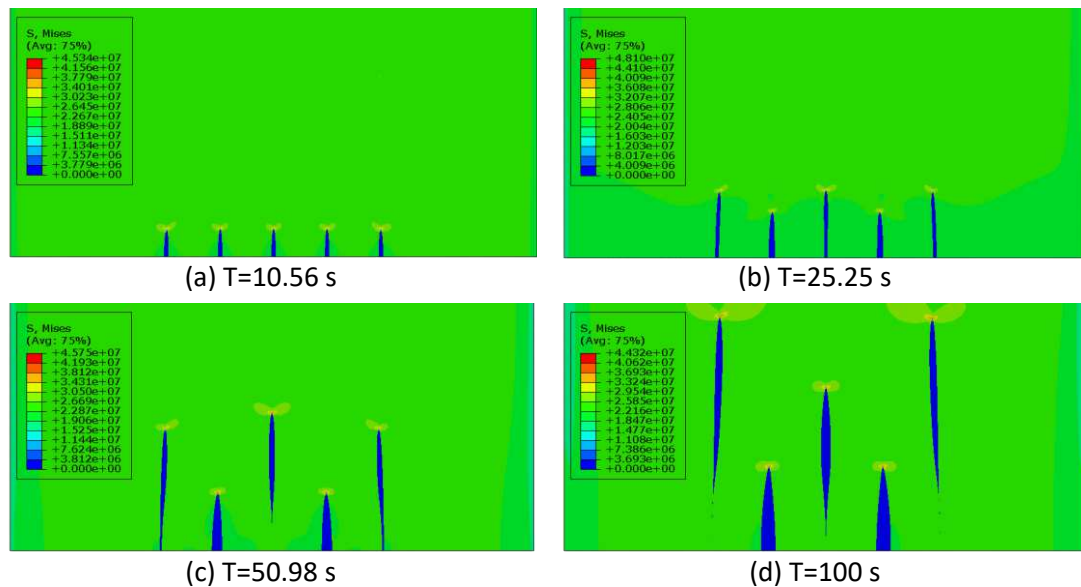 S, Mises
(Avg: 75%)
+4.534e+07
+4.156e+07
+3.779e+07
+3.401e+07
+3.023e+07
+2.645e+07
+2.267e+07
+1.889e+07
+1.511e+07
+1.134e+07
+7.557e+06
+3.779e+06
+0.000e+00
(a) T=10.56 s
S, Mises
(Avg: 75%)
+4.810e+07
+4.410e+07
+4.009e+07
+3.608e+07
+3.207e+07
+2.806e+07
+2.405e+07
+2.004e+07
+1.603e+07
+1.203e+07
+8.017e+06
+4.009e+06
+0.000e+00
(b) T=25.25 s
S, Mises
(Avg: 75%)
+4.575e+07
+4.193e+07
+3.812e+07
+3.431e+07
+3.050e+07
+2.669e+07
+2.287e+07
+1.906e+07
+1.525e+07
+1.144e+07
+7.624e+06
+3.812e+06
+0.000e+00
(c) T=50.98 s
S, Mises
(Avg: 75%)
+4.432e+07
+4.062e+07
+3.693e+07
+3.324e+07
+2.954e+07
+2.585e+07
+2.216e+07
+1.847e+07
+1.477e+07
+1.108e+07
+7.386e+06
+3.693e+06
+0.000e+00
(d) T=100 s